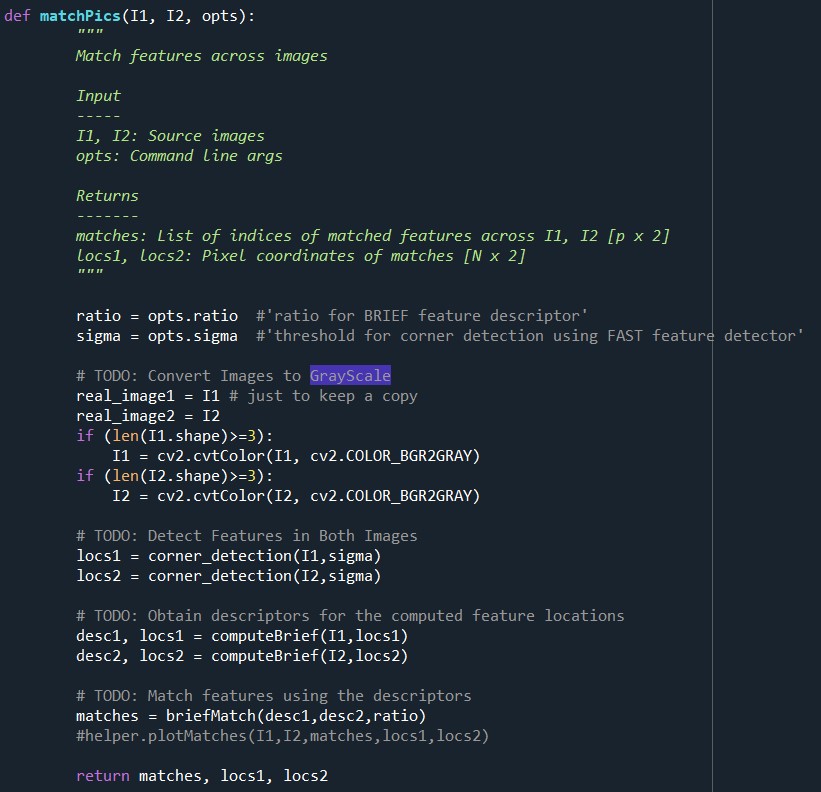 def matchPics(I1, I2, opts):
"""
Match features across images
Input
-----
I1, I2: Source images
opts: Command line args
Returns
-------
matches: List of indices of matched features across I1, I2 [p x 2]
locs1, locs2: Pixel coordinates of matches [N x 2]
"""
ratio = opts.ratio  #'ratio for BRIEF feature descriptor'
sigma = opts.sigma  #'threshold for corner detection using FAST feature detector'
# TODO: Convert Images to GrayScale
real_image1 = I1 # just to keep a copy
real_image2 = I2
if (len(I1.shape)>=3):
I1 = cv2.cvtColor(I1, cv2.COLOR_BGR2GRAY)
if (len(I2.shape)>=3):
I2 = cv2.cvtColor(I2, cv2.COLOR_BGR2GRAY)
# TODO: Detect Features in Both Images
locs1 = corner_detection(I1,sigma)
locs2 = corner_detection(I2,sigma)
# TODO: Obtain descriptors for the computed feature locations
desc1, locs1 = computeBrief(I1,locs1)
desc2, locs2 = computeBrief(I2,locs2)
# TODO: Match features using the descriptors
matches = briefMatch(desc1,desc2,ratio)
#helper.plotMatches(I1,I2,matches,locs1,locs2)
return matches, locs1, locs2